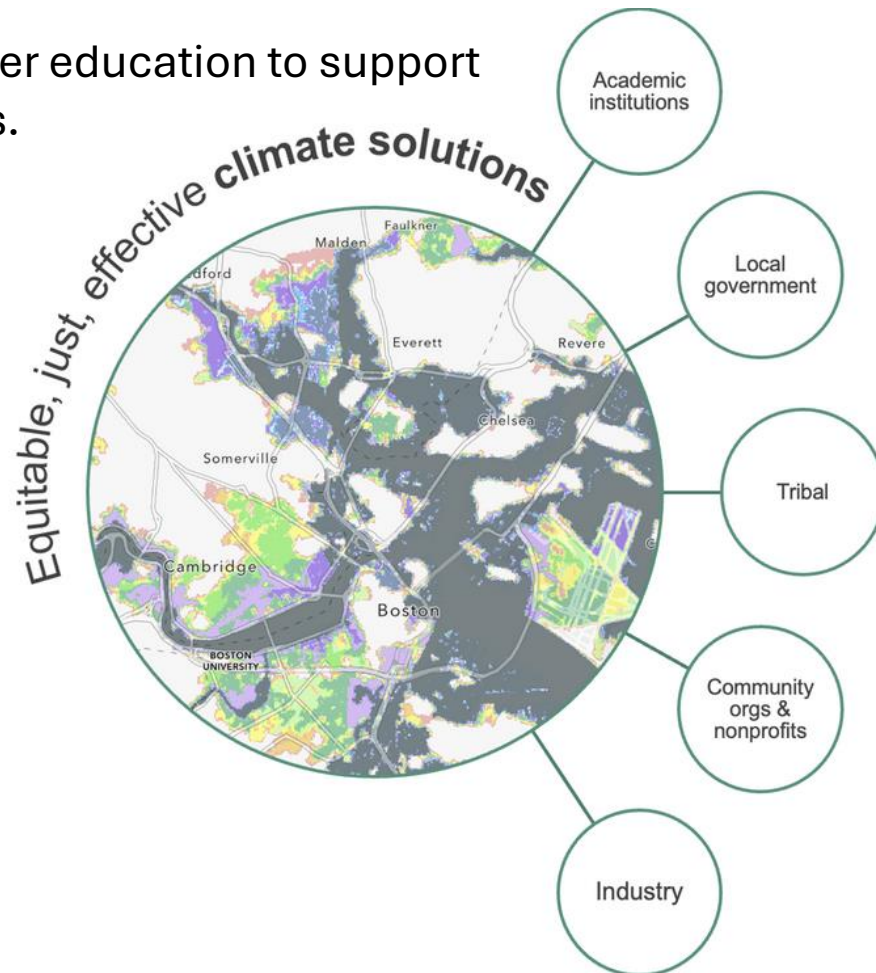 er education to support
s.
Equitable, just, effective climate solutions
Academic
institutions
Local
government
Tribal
Community
orgs &
nonprofits
Industry
Faulkner
Malden
dford
Everett
Revere
Chelsea
Somerville
Cambridge
Boston
BOSTON
UNIVERSITY